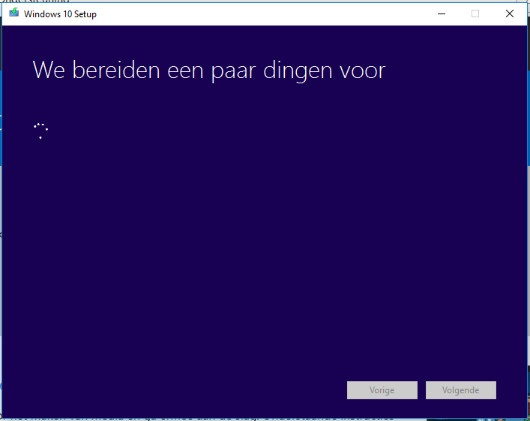 Windows 10 Setup
We bereiden een paar dingen voor
Vorige
Volgende